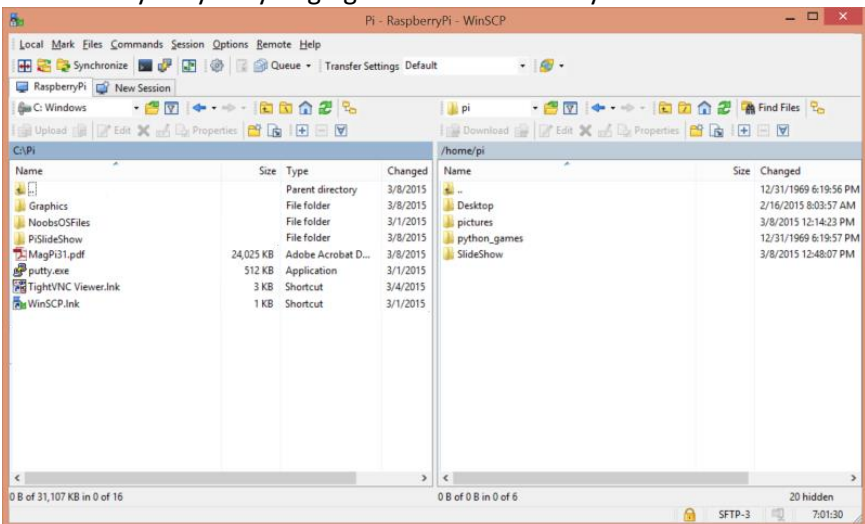 Pi - RaspberryPi - WinSCP
Local Mark Files Commands Session Options Remote Help
Synchronize Queue Transfer Settings Default
RaspberryPi New Session
C: Windows pi Find Files
Upload Edit Properties Download Edit Properties
C:\Pi /home/pi
Name Size Type Changed Name Size Changed
.. Parent directory 3/8/2015 .. 12/31/1969 6:19:56 PM
Graphics File folder 3/8/2015 Desktop 2/16/2015 8:03:57 AM
NoobsOSFiles File folder 3/1/2015 pictures 3/8/2015 12:14:23 PM
PiSlideShow File folder 3/8/2015 python_games 12/31/1969 6:19:57 PM
MagPi31.pdf 24,025 KB Adobe Acrobat D... 3/8/2015 SlideShow 3/8/2015 12:48:07 PM
putty.exe 512 KB Application 3/1/2015
TightVNC Viewer.lnk 3 KB Shortcut 3/4/2015
WinSCP.lnk 1 KB Shortcut 3/1/2015
0 B of 31,107 KB in 0 of 16 0 B of 0 B in 0 of 6 20 hidden
SFTP-3 7:01:30